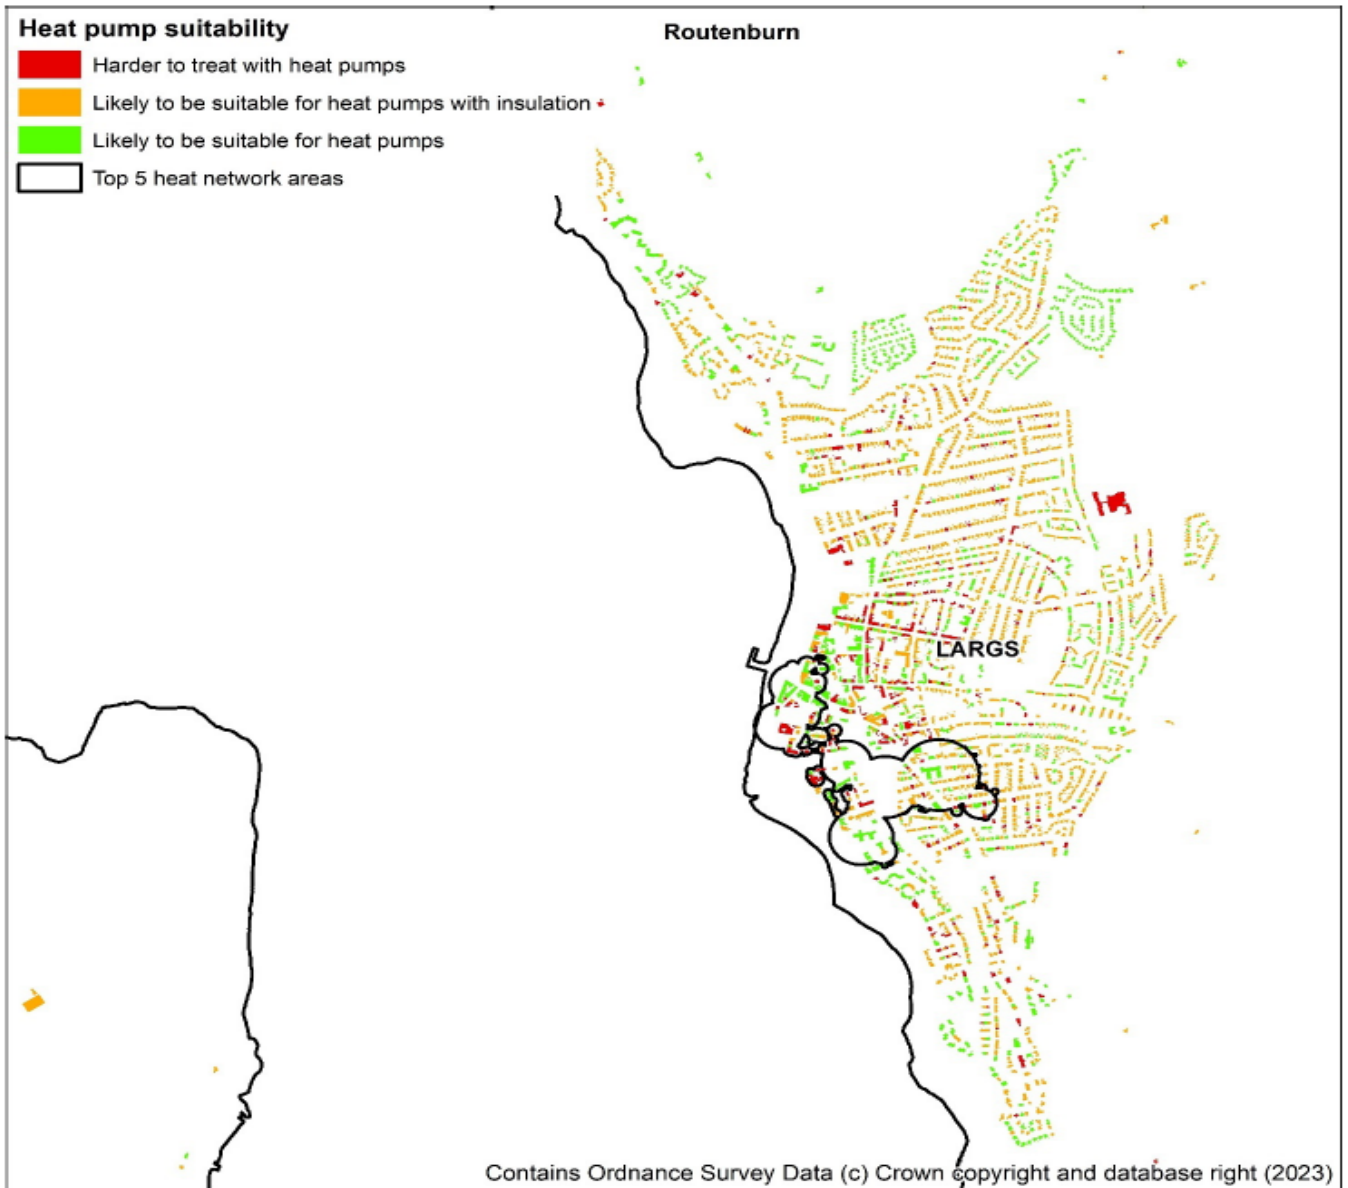 Heat pump suitability
Harder to treat with heat pumps
Likely to be suitable for heat pumps with insulation
Likely to be suitable for heat pumps
Top 5 heat network areas
Routenburn
LARGS
Contains Ordnance Survey Data (c) Crown copyright and database right (2023)